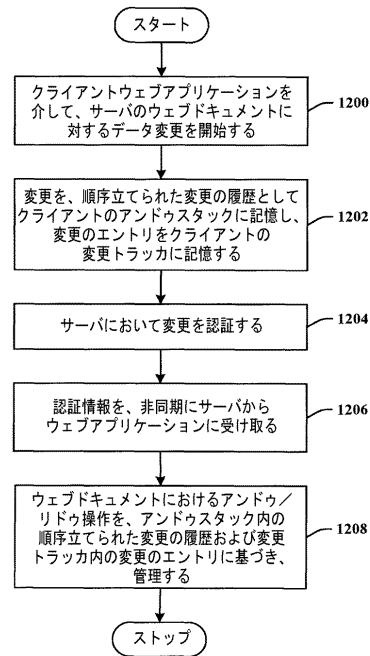 スタート
クライアントウェブアプリケーションを
介して、サーバのウェブドキュメントに
対するデータ変更を開始する
1200
変更を、順序立てられた変更の履歴として
クライアントのアンドゥスタックに記憶し、
変更のエントリをクライアントの
変更トラッカに記憶する
1202
サーバにおいて変更を認証する
1204
認証情報を、非同期にサーバから
ウェブアプリケーションに受け取る
1206
ウェブドキュメントにおけるアンドゥ／
リドゥ操作を、アンドゥスタック内の
順序立てられた変更の履歴および変更
トラッカ内の変更のエントリに基づき、
管理する
1208
ストップ